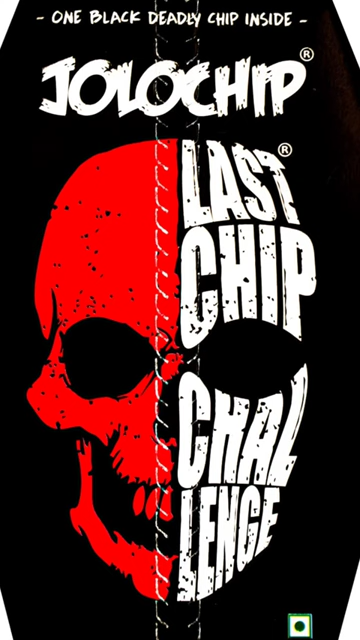 - ONE BLACK DEADLY CHIP INSIDE -
JOLOCHIP®
LAST®
CHIP
CHAL
LENGE